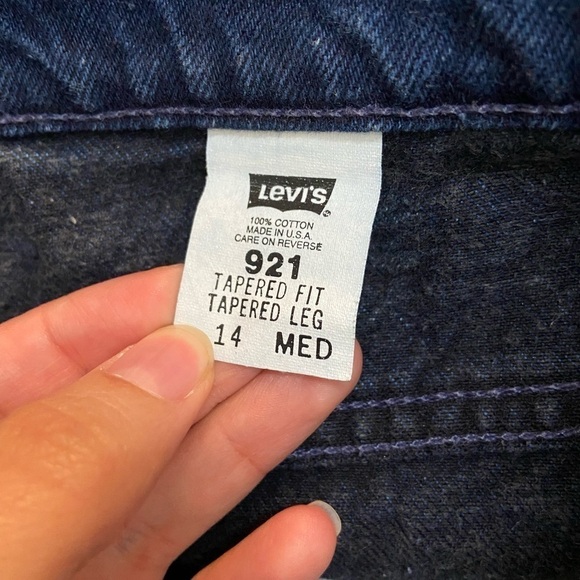 Levi's
100% COTTON
MADE IN U.S.A.
CARE ON REVERSE
921
TAPERED FIT
TAPERED LEG
14 MED